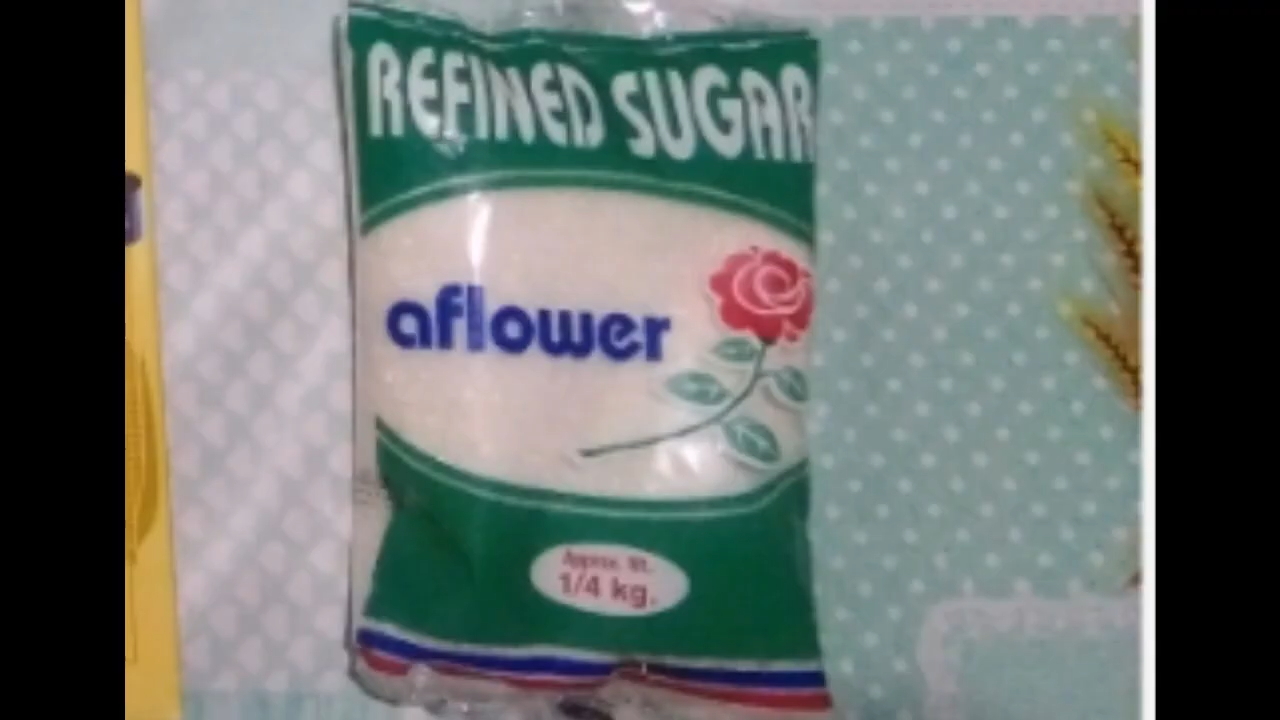 REFINED SUGAR
aflower
Approx. Wt.
1/4 kg.